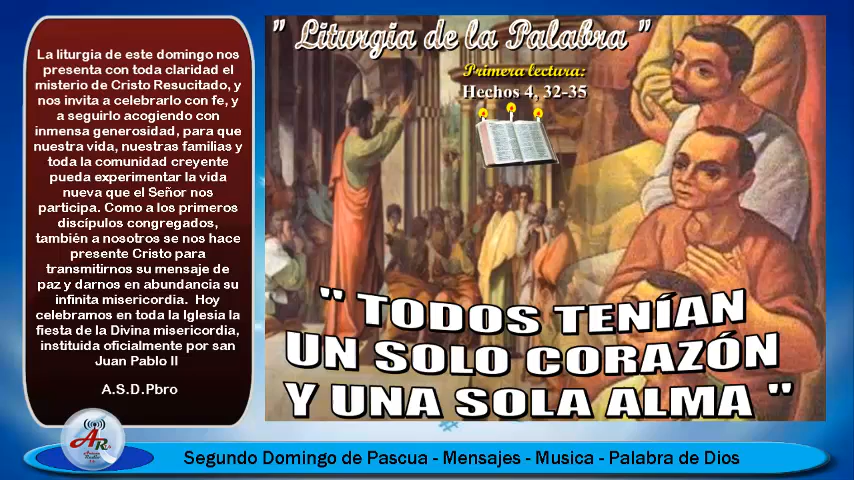 La liturgia de este domingo nos
presenta con toda claridad el
misterio de Cristo Resucitado, y
nos invita a celebrarlo con fe, y
a seguirlo acogiendo con
inmensa generosidad, para que
nuestra vida, nuestras familias y
toda la comunidad creyente
pueda experimentar la vida
nueva que el Señor nos
participa. Como a los primeros
discípulos congregados,
también a nosotros se nos hace
presente Cristo para
transmitirnos su mensaje de
paz y darnos en abundancia su
infinita misericordia. Hoy
celebramos en toda la Iglesia la
fiesta de la Divina misericordia,
instituida oficialmente por san
Juan Pablo II
A.S.D.Pbro
" Liturgia de la Palabra "
Primera lectura:
Hechos 4, 32-35
" TODOS TENÍAN
UN SOLO CORAZÓN
Y UNA SOLA ALMA "
Segundo Domingo de Pascua - Mensajes - Musica - Palabra de Dios